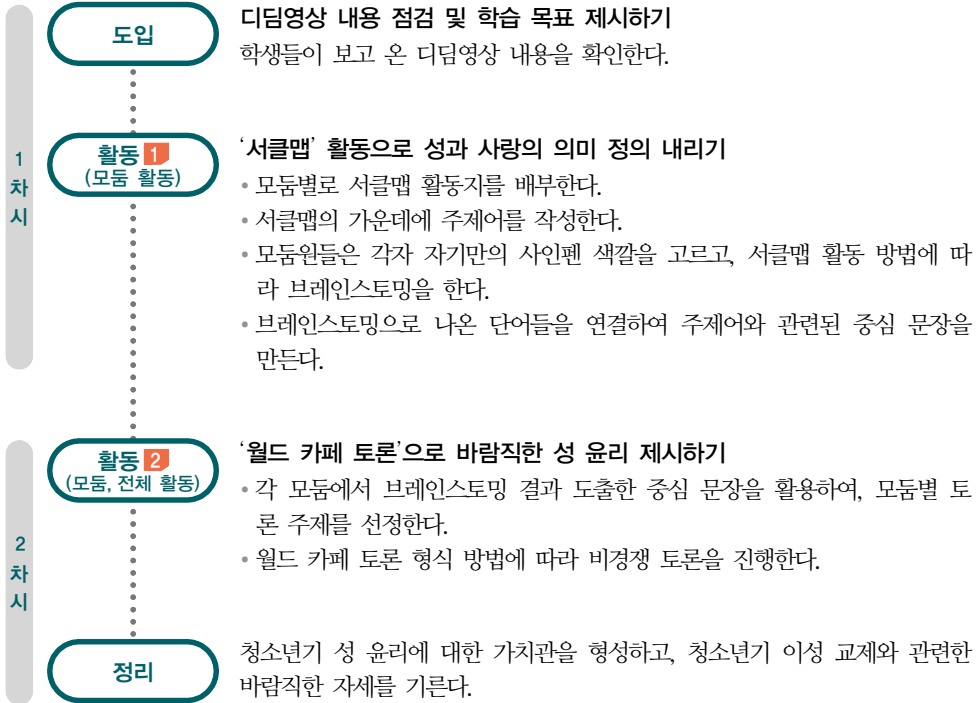 1
차
시
도입
디딤영상 내용 점검 및 학습 목표 제시하기
학생들이 보고 온 디딤영상 내용을 확인한다.
활동 1
(모둠 활동)
'서클맵' 활동으로 성과 사랑의 의미 정의 내리기
• 모둠별로 서클맵 활동지를 배부한다.
• 서클맵의 가운데에 주제어를 작성한다.
• 모둠원들은 각자 자기만의 사인펜 색깔을 고르고, 서클맵 활동 방법에 따
라 브레인스토밍을 한다.
• 브레인스토밍으로 나온 단어들을 연결하여 주제어와 관련된 중심 문장을
만든다.
2
차
시
활동 2
(모둠, 전체 활동)
'월드 카페 토론'으로 바람직한 성 윤리 제시하기
• 각 모둠에서 브레인스토밍 결과 도출한 중심 문장을 활용하여, 모둠별 토
론 주제를 선정한다.
• 월드 카페 토론 형식 방법에 따라 비경쟁 토론을 진행한다.
정리
청소년기 성 윤리에 대한 가치관을 형성하고, 청소년기 이성 교제와 관련한
바람직한 자세를 기른다.